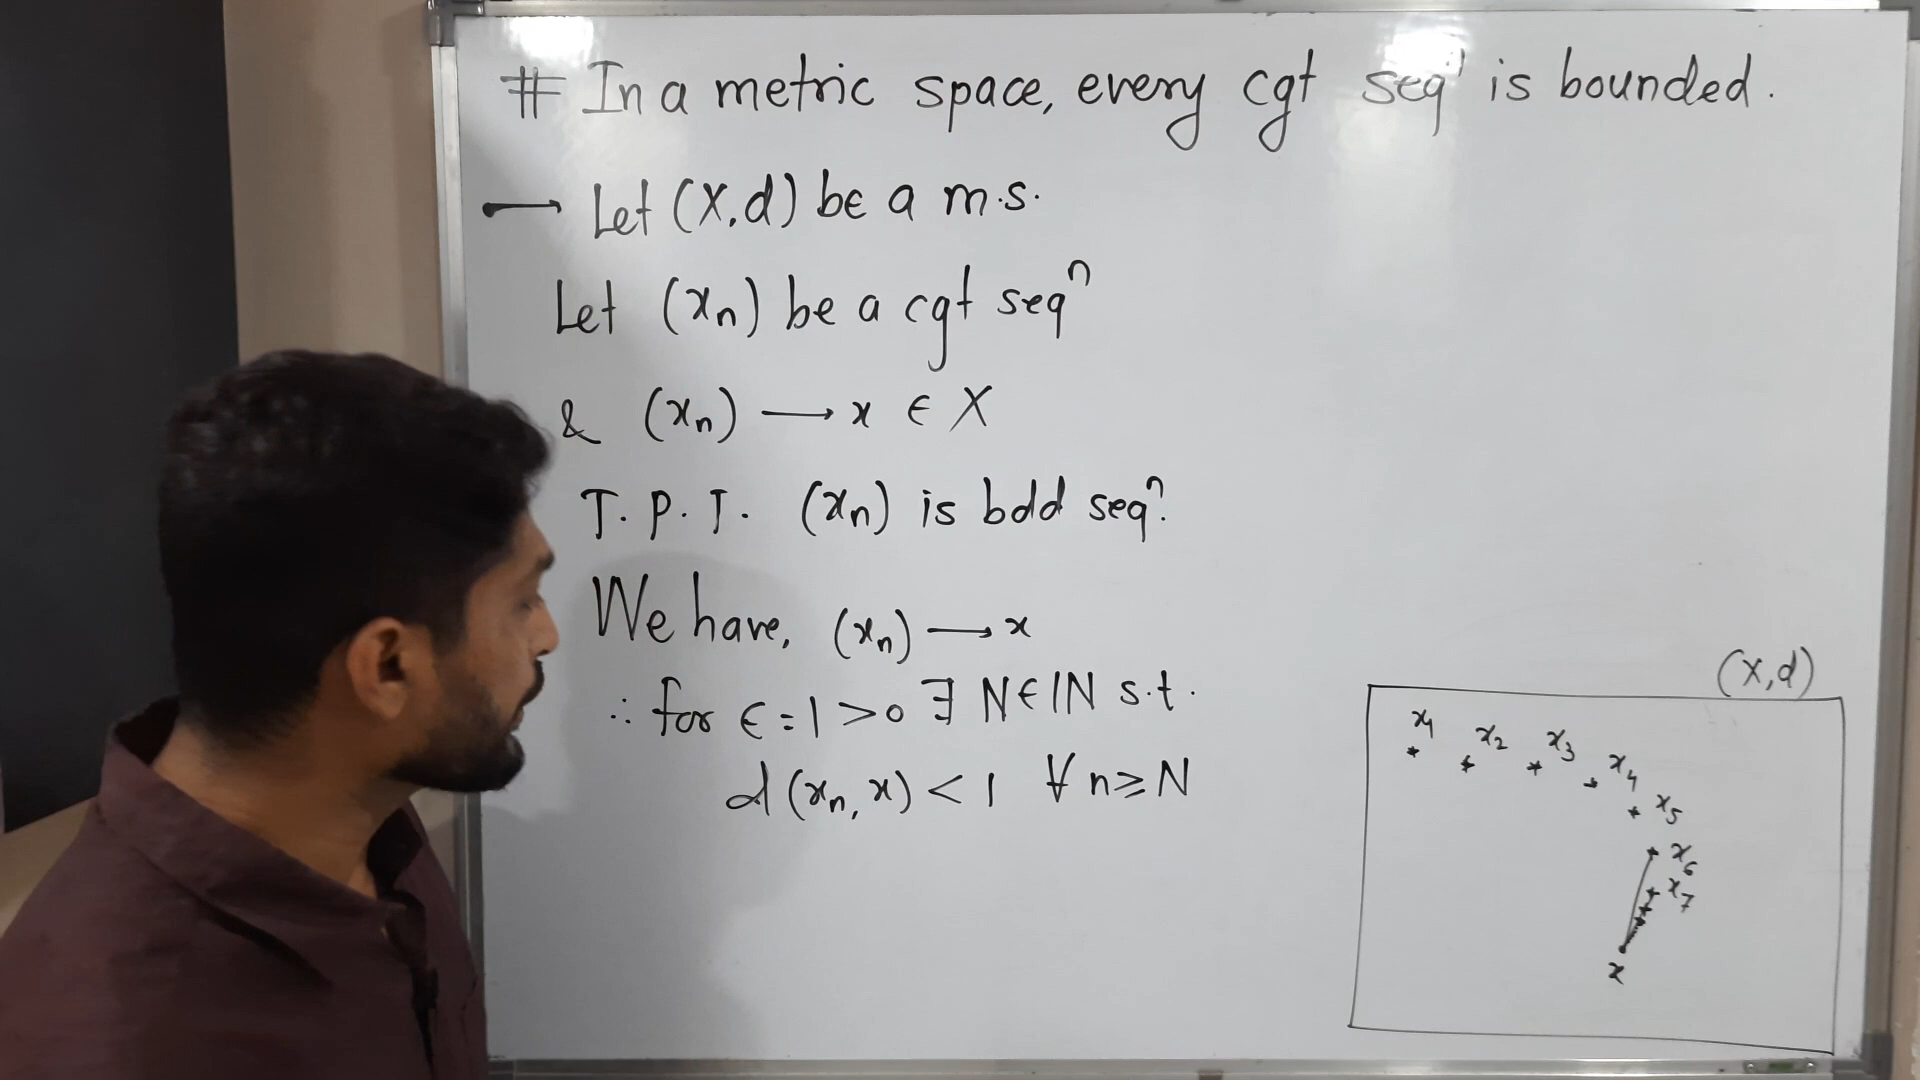 # In a metric space, every cgt seqⁿ is bounded.
→ Let (X,d) be a m.s.
Let (xₙ) be a cgt seqⁿ
& (xₙ) → x ∈ X
T. P. T. (xₙ) is bdd seqⁿ.
We have, (xₙ) → x
∴ for ϵ = 1 > 0 ∃ N ∈ ℕ s.t.
d(xₙ, x) < 1 ∀ n ≥ N
(X,d)
x₁
x₂
x₃
x₄
x₅
x₆
x₇
x